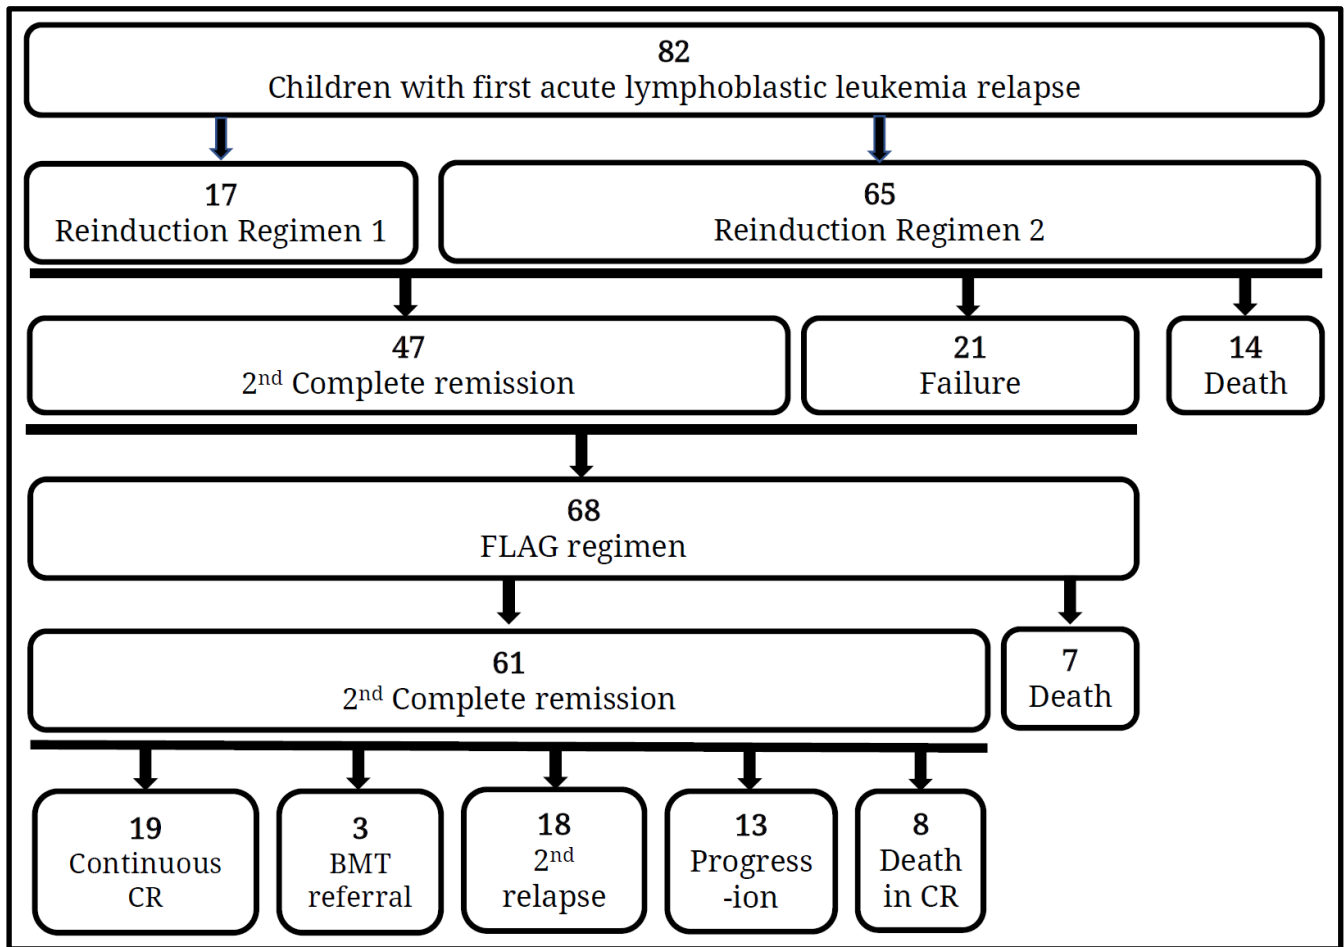 82
Children with first acute lymphoblastic leukemia relapse
17
Reinduction Regimen 1
65
Reinduction Regimen 2
47
2nd Complete remission
21
Failure
14
Death
68
FLAG regimen
61
2nd Complete remission
7
Death
19
Continuous
CR
3
BMT
referral
18
2nd
relapse
13
Progress
-ion
8
Death
in CR